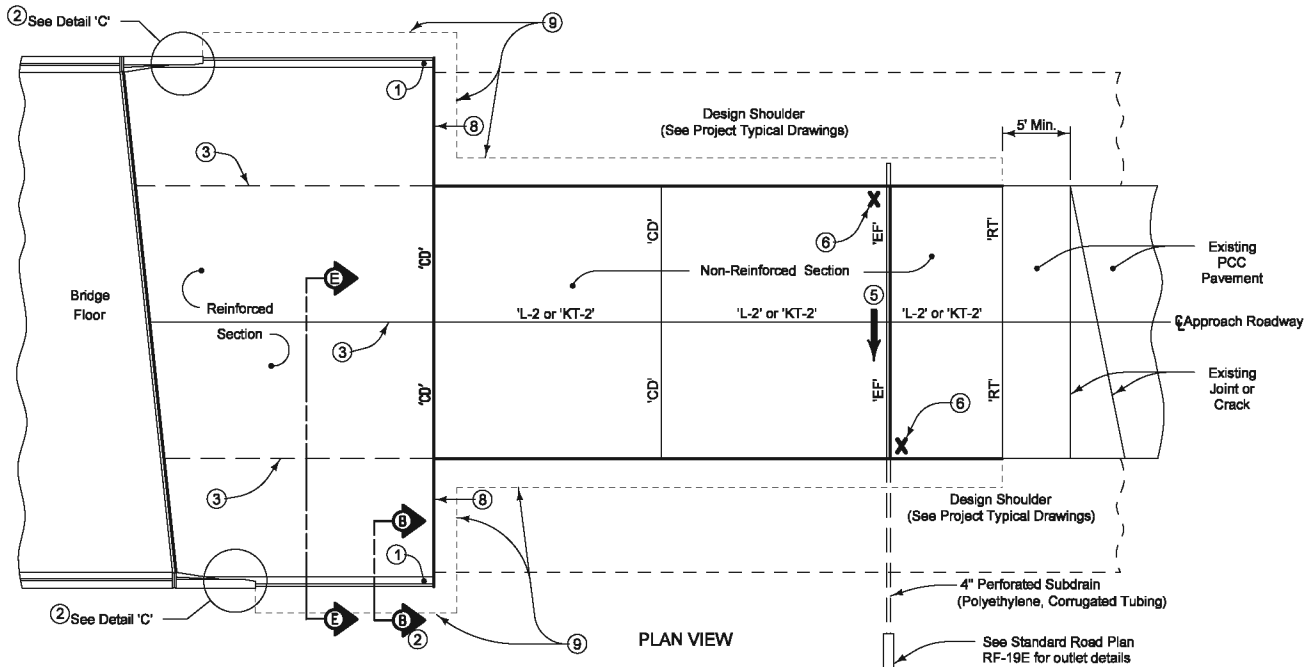 ② See Detail 'C'
⑨
①
Design Shoulder
(See Project Typical Drawings)
5' Min.
⑧
③
'CD'
'CD'
⑥
'EF'
'RT'
E
Non-Reinforced Section
Existing
PCC
Pavement
Bridge
Floor
Reinforced
Section
⑤
'L-2 or 'KT-2'
'L-2' or 'KT-2'
'L-2' or 'KT-2'
℄ Approach Roadway
③
'CD'
'CD'
'EF'
'RT'
Existing
Joint or
Crack
⑥
③
⑧
B
Design Shoulder
(See Project Typical Drawings)
①
② See Detail 'C'
E
B
②
⑨
4" Perforated Subdrain
(Polyethylene, Corrugated Tubing)
PLAN VIEW
See Standard Road Plan
RF-19E for outlet details